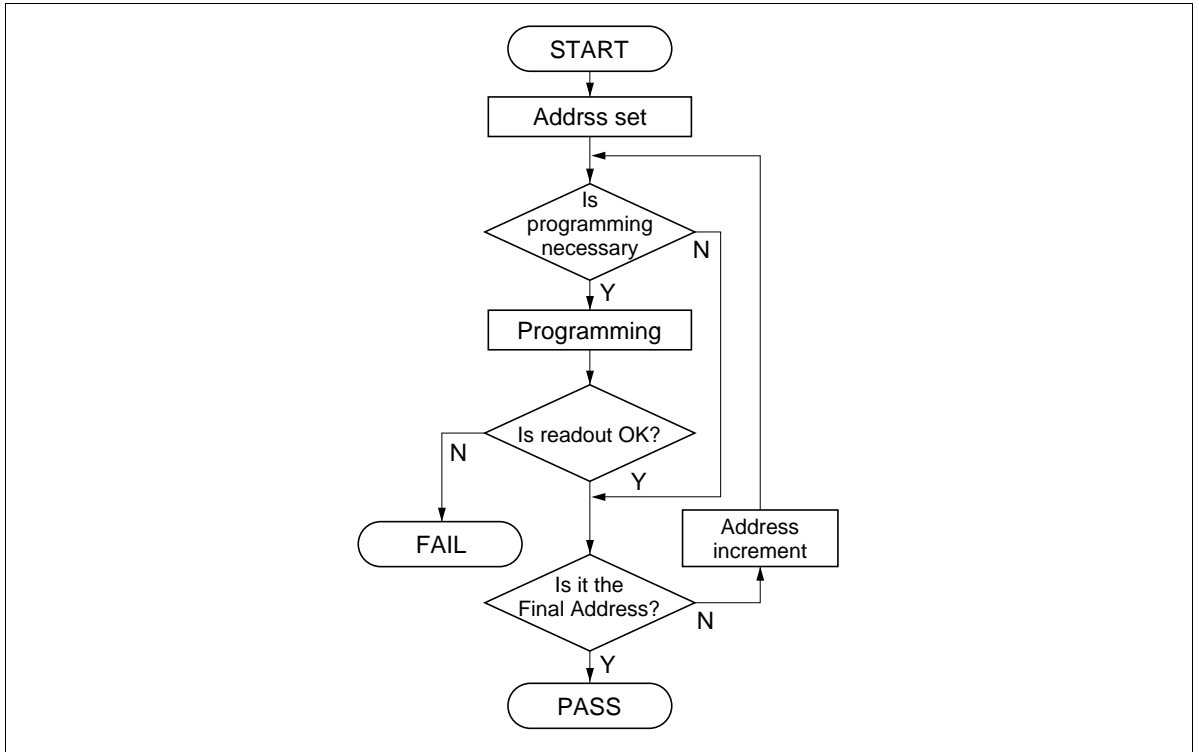 START
Addrss set
Is
programming
necessary
N
Y
Programming
Is readout OK?
N
Y
FAIL
Address
increment
Is it the
Final Address?
N
Y
PASS